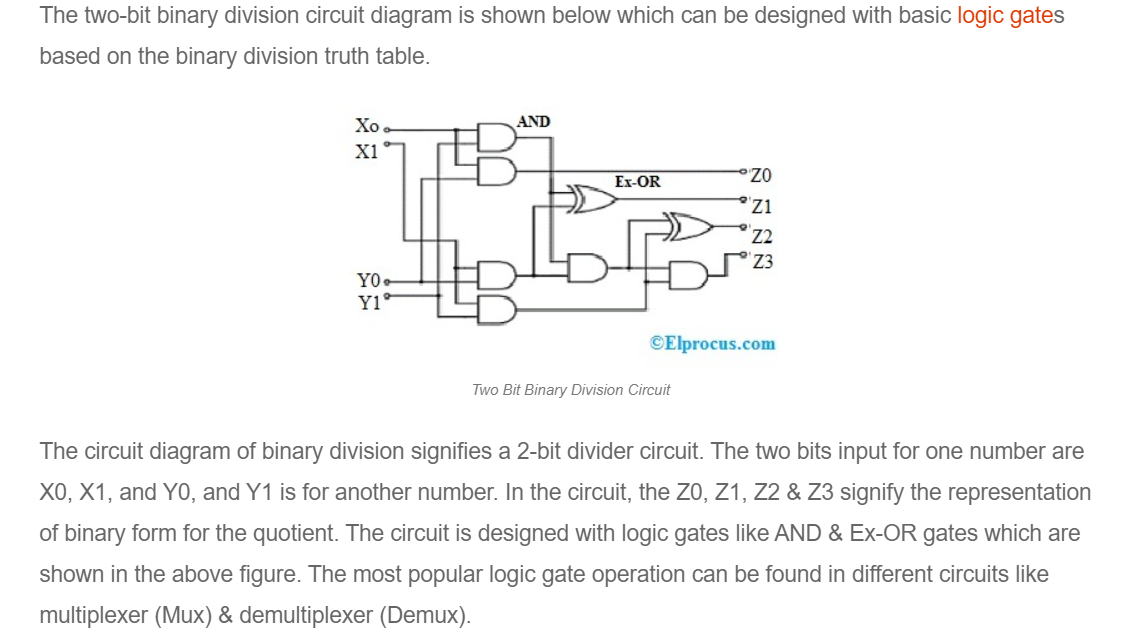 The two-bit binary division circuit diagram is shown below which can be designed with basic logic gates
based on the binary division truth table.
Xo
AND
X1
Ex-OR
Z0
Z1
Z2
Z3
Y0
Y1
©Elprocus.com
Two Bit Binary Division Circuit
The circuit diagram of binary division signifies a 2-bit divider circuit. The two bits input for one number are
X0, X1, and Y0, and Y1 is for another number. In the circuit, the Z0, Z1, Z2 & Z3 signify the representation
of binary form for the quotient. The circuit is designed with logic gates like AND & Ex-OR gates which are
shown in the above figure. The most popular logic gate operation can be found in different circuits like
multiplexer (Mux) & demultiplexer (Demux).